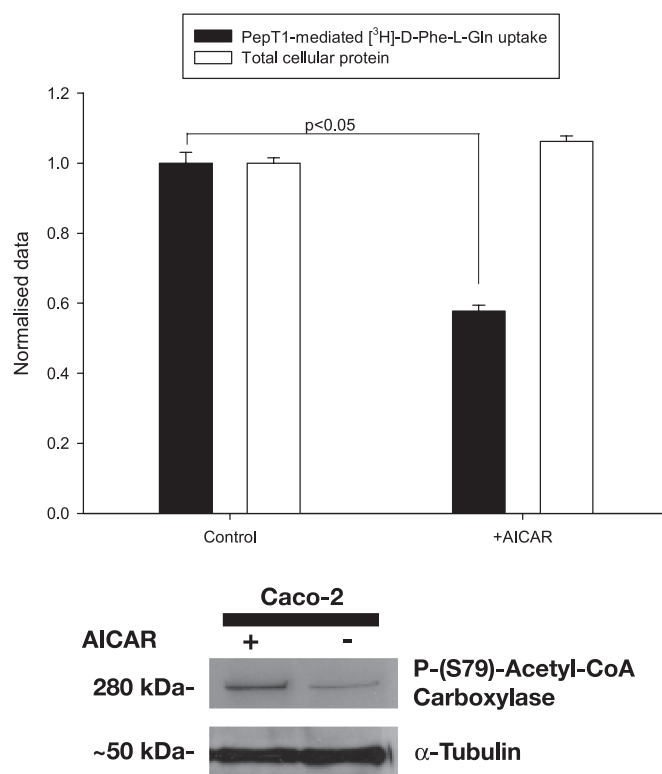 PepT1-mediated [³H]-D-Phe-L-Gln uptake
Total cellular protein
1.2
p<0.05
1.0
0.8
0.6
0.4
0.2
0.0
Normalised data
Control +AICAR
Caco-2
AICAR + -
280 kDa-
P-(S79)-Acetyl-CoA
Carboxylase
~50 kDa- α-Tubulin